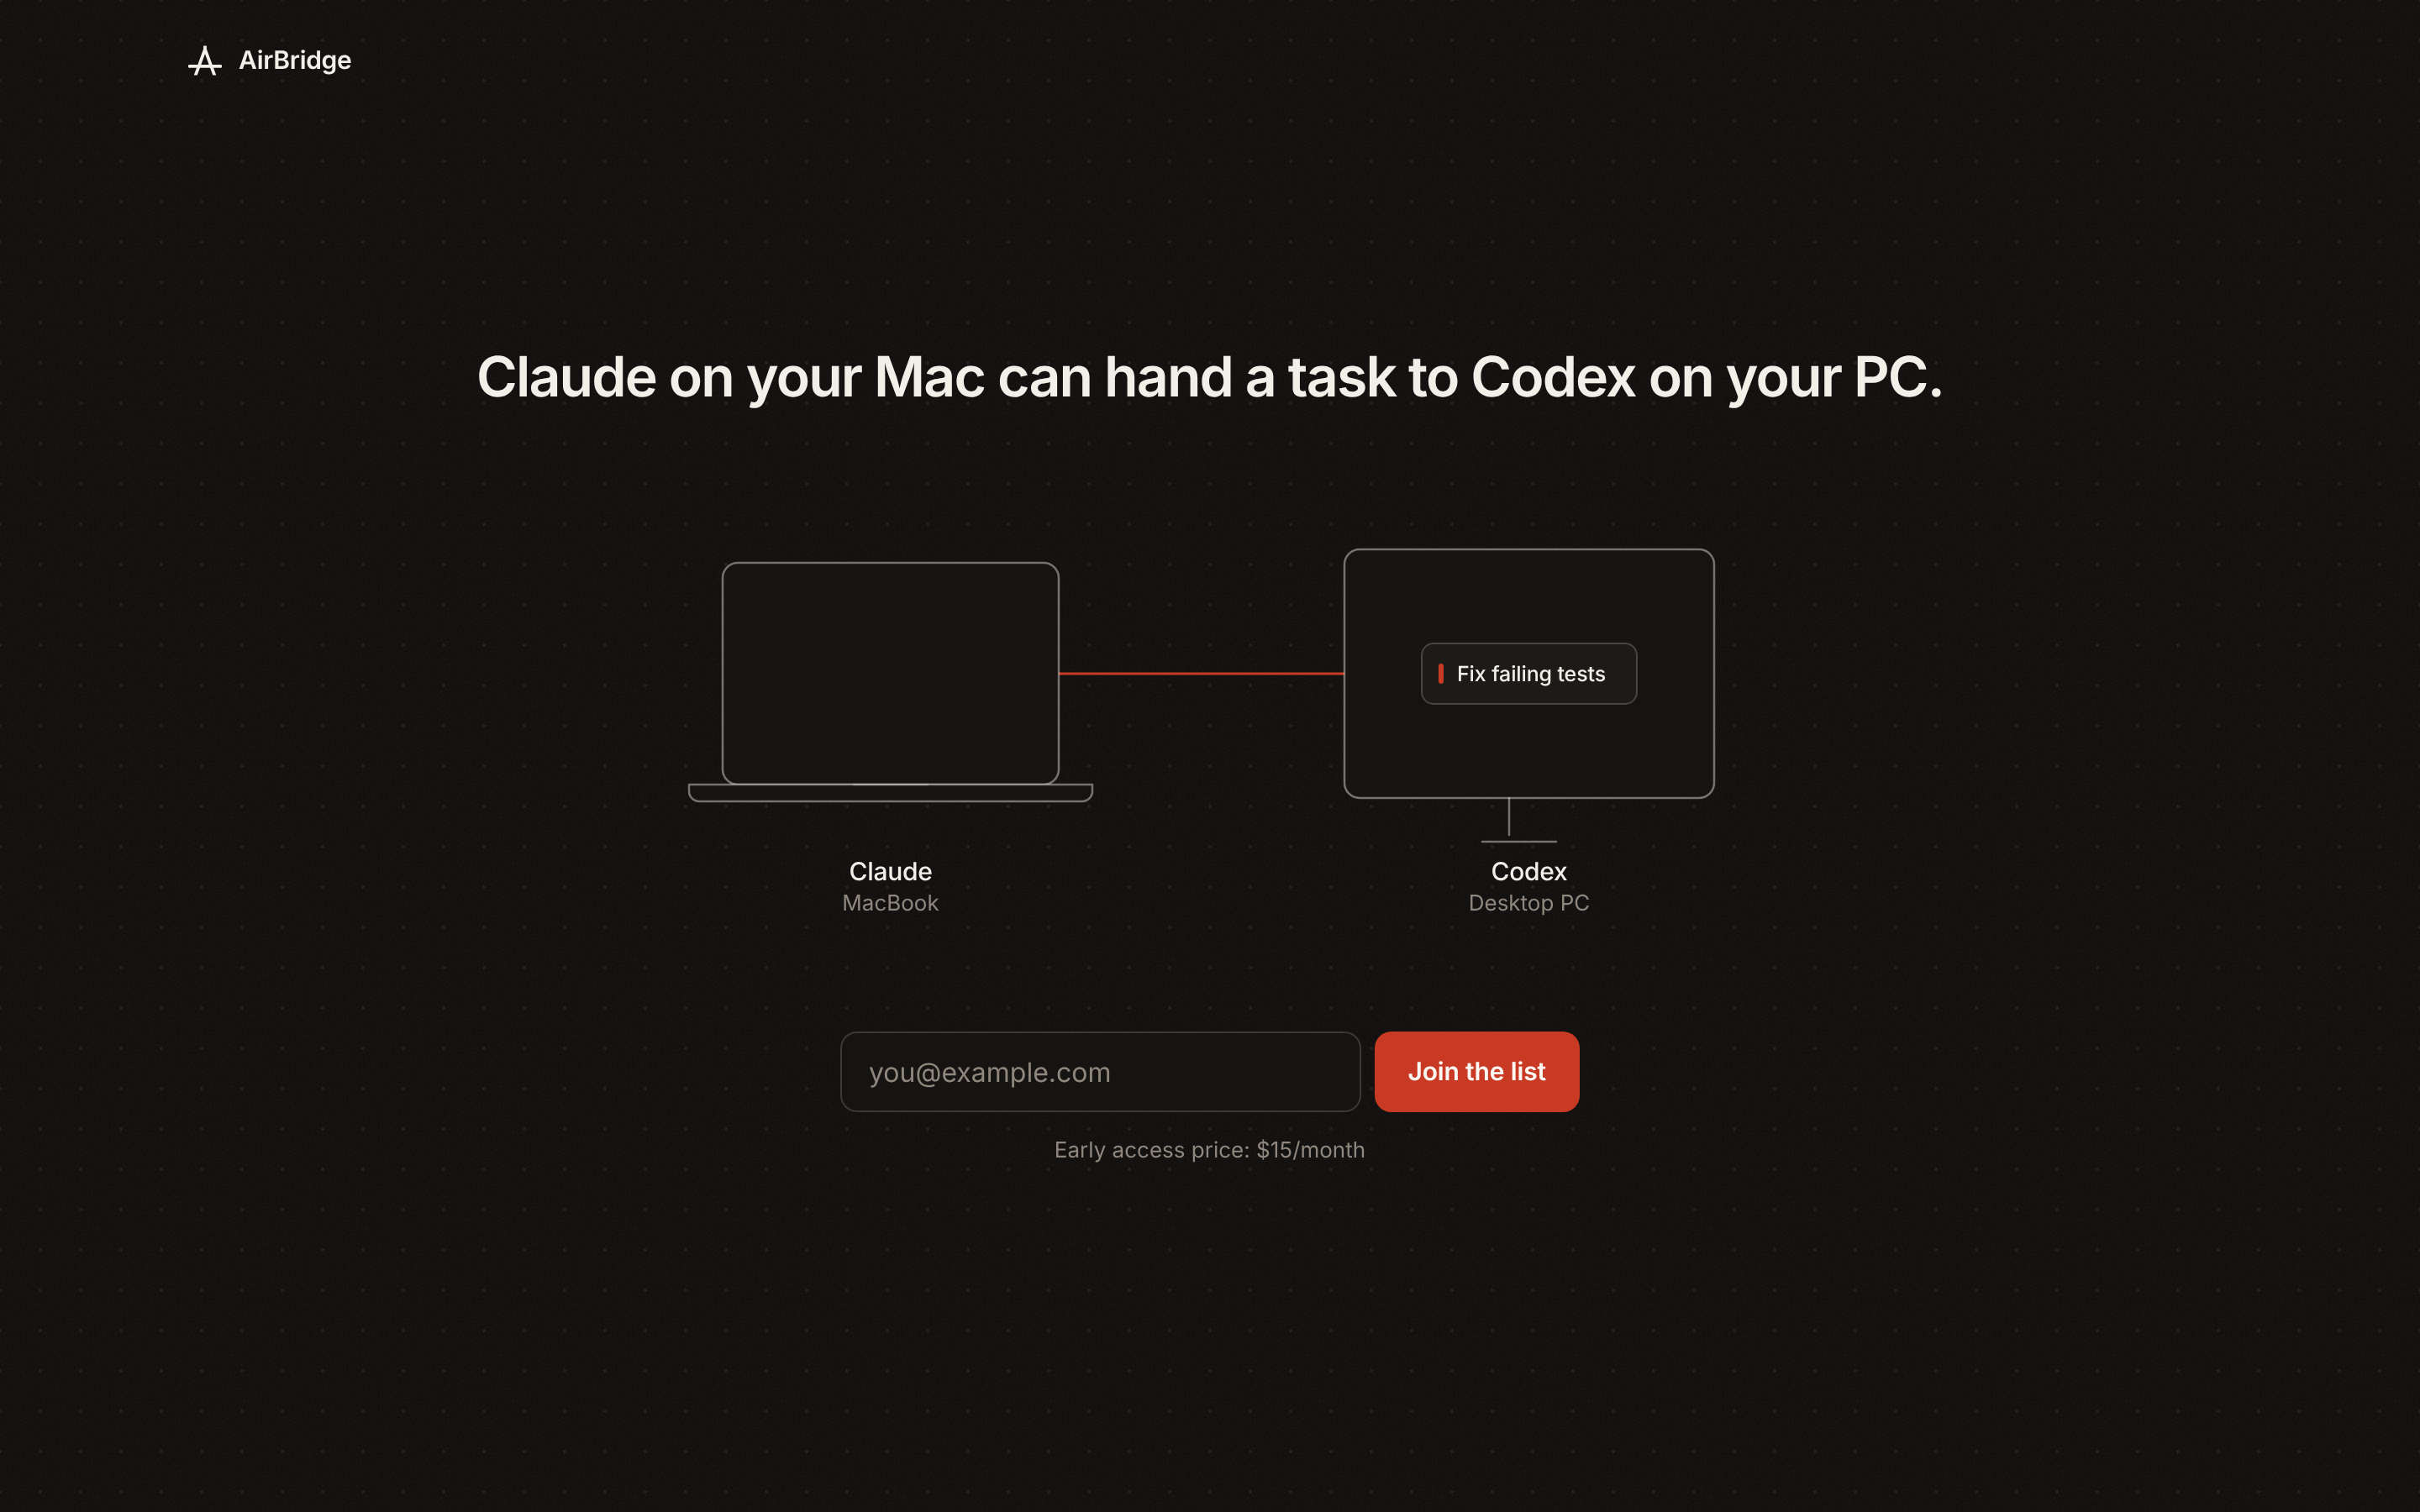 AirBridge
Claude on your Mac can hand a task to Codex on your PC.
Fix failing tests
Claude
MacBook
Codex
Desktop PC
you@example.com
Join the list
Early access price: $15/month